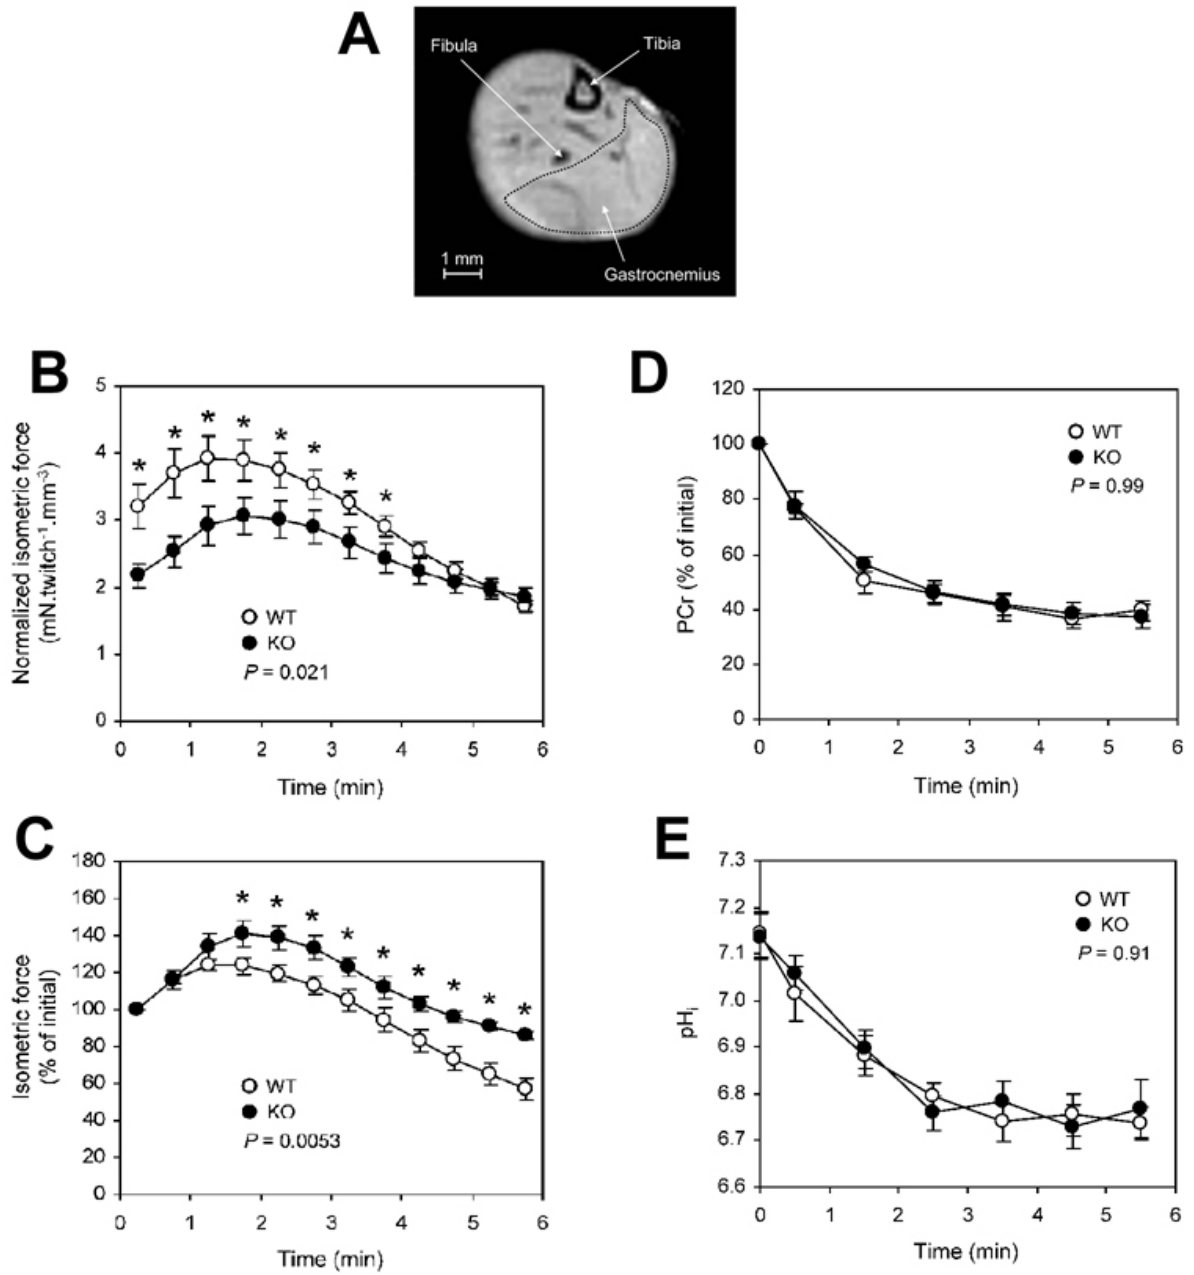 A
Fibula
Tibia
1 mm
Gastrocnemius
B
Normalized isometric force
(mN.twitch⁻¹.mm⁻³)
5
4
3
2
1
0
* * * * * * * *
WT
KO
P = 0.021
0 1 2 3 4 5 6
Time (min)
C
Isometric force
(% of initial)
180
160
140
120
100
80
60
40
20
0
* * * * * * * * *
WT
KO
P = 0.0053
0 1 2 3 4 5 6
Time (min)
D
PCr (% of initial)
120
100
80
60
40
20
0
WT
KO
P = 0.99
0 1 2 3 4 5 6
Time (min)
E
pHᵢ
7.3
7.2
7.1
7.0
6.9
6.8
6.7
6.6
WT
KO
P = 0.91
0 1 2 3 4 5 6
Time (min)